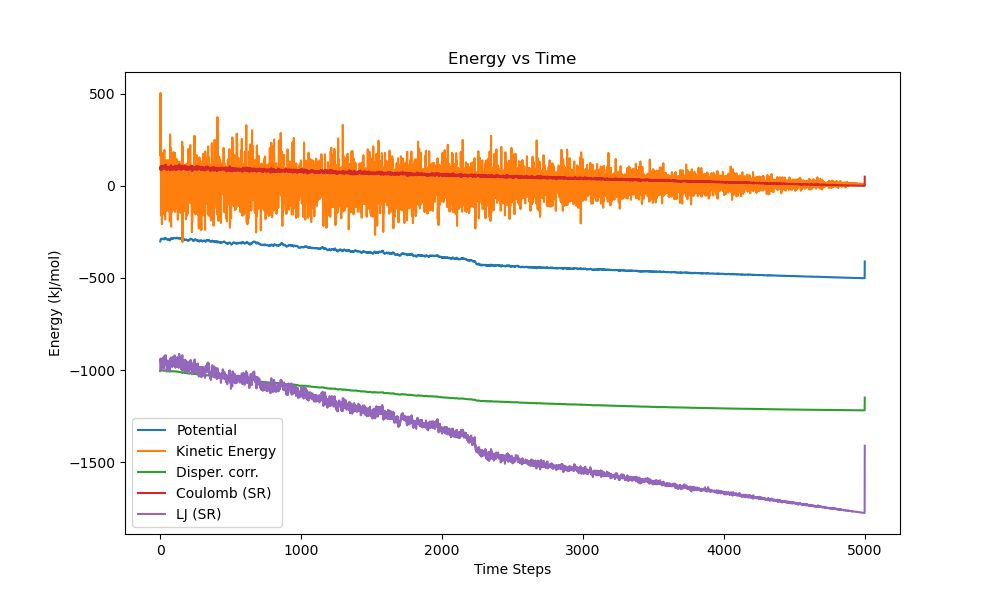 Energy vs Time
Energy (kJ/mol)
500
0
−500
−1000
−1500
Potential
Kinetic Energy
Disper. corr.
Coulomb (SR)
LJ (SR)
0 1000 2000 3000 4000 5000
Time Steps